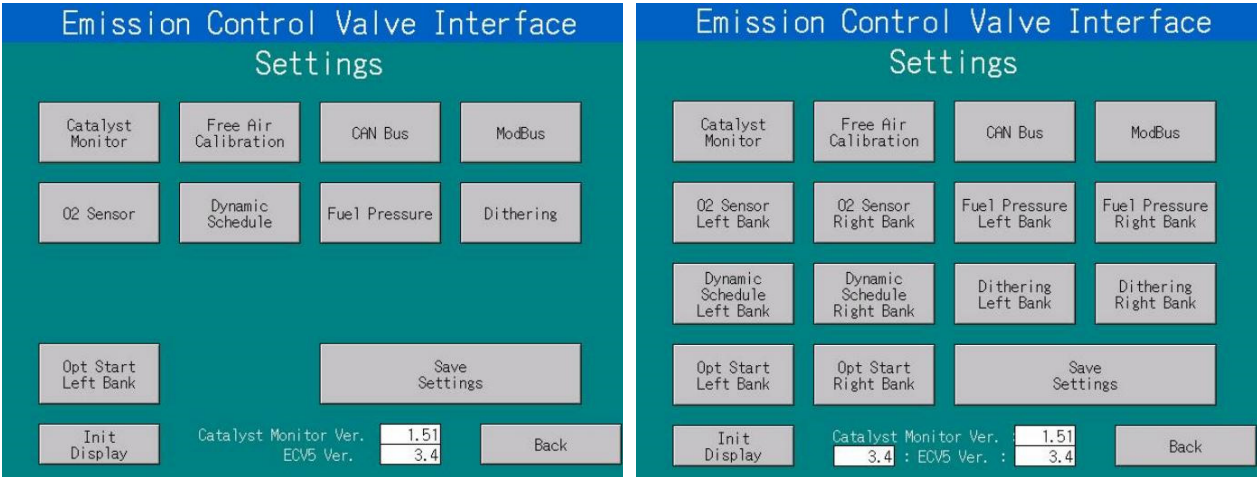 Emission Control Valve Interface
Settings
Catalyst
Monitor
Free Air
Calibration
CAN Bus
ModBus
O2 Sensor
Dynamic
Schedule
Fuel Pressure
Dithering
Opt Start
Left Bank
Save
Settings
Init
Display
Catalyst Monitor Ver. 1.51
ECV5 Ver. 3.4
Back
Emission Control Valve Interface
Settings
Catalyst
Monitor
Free Air
Calibration
CAN Bus
ModBus
O2 Sensor
Left Bank
O2 Sensor
Right Bank
Fuel Pressure
Left Bank
Fuel Pressure
Right Bank
Dynamic
Schedule
Left Bank
Dynamic
Schedule
Right Bank
Dithering
Left Bank
Dithering
Right Bank
Opt Start
Left Bank
Opt Start
Right Bank
Save
Settings
Init
Display
Catalyst Monitor Ver. : 1.51
3.4 : ECV5 Ver. : 3.4
Back